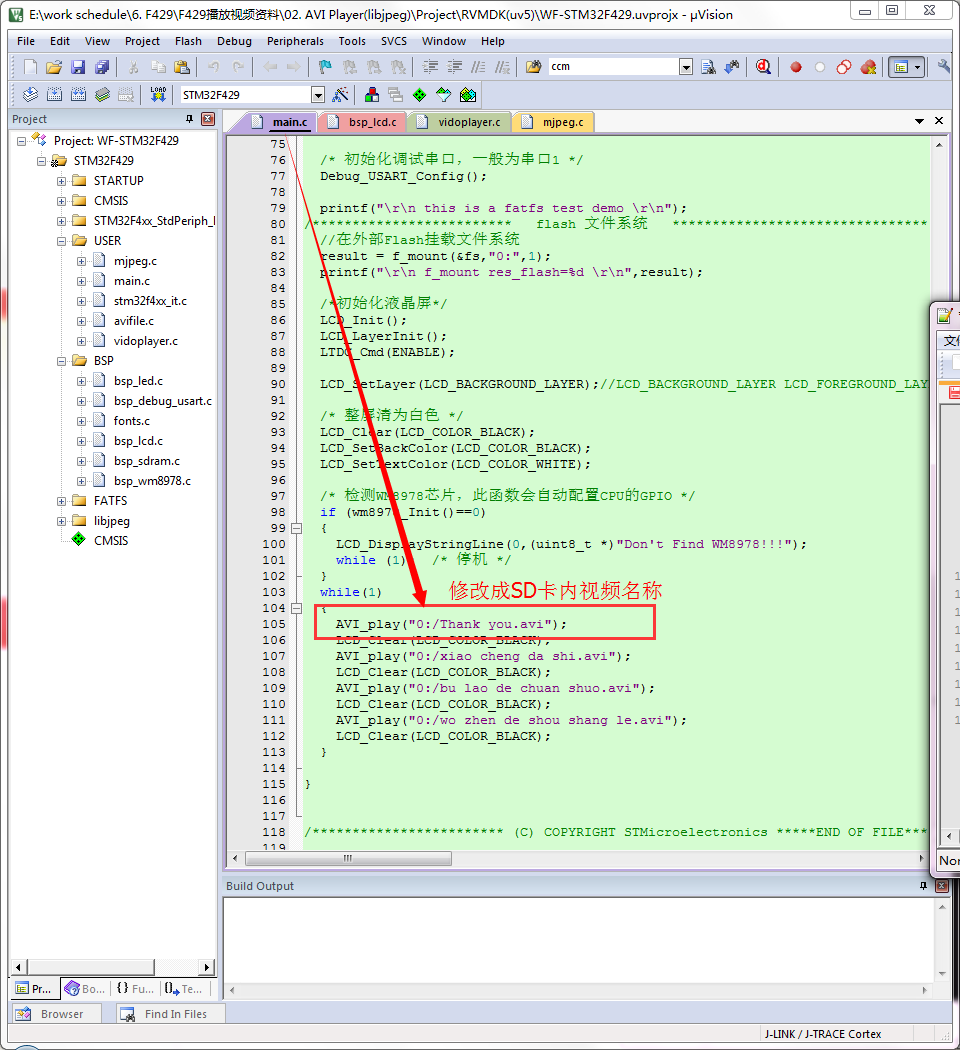 E:\work schedule\6. F429\F429播放视频资料\02. AVI Player(libjpeg)\Project\RVMDK(uv5)\WF-STM32F429.uvprojx - µVision
File Edit View Project Flash Debug Peripherals Tools SVCS Window Help
ccm
LOAD STM32F429
Project
main.c bsp_lcd.c vidoplayer.c mjpeg.c
Project: WF-STM32F429
STM32F429
STARTUP
CMSIS
STM32F4xx_StdPeriph_
USER
mjpeg.c
main.c
stm32f4xx_it.c
avifile.c
vidoplayer.c
BSP
bsp_led.c
bsp_debug_usart.c
fonts.c
bsp_lcd.c
bsp_sdram.c
bsp_wm8978.c
FATFS
libjpeg
CMSIS
75
76 /* 初始化调试串口，一般为串口1 */
77 Debug_USART_Config();
78
79 printf("\r\n this is a fatfs test demo \r\n");
80 /************************* flash 文件系统 ********************************
81 //在外部Flash挂载文件系统
82 result = f_mount(&fs,"0:",1);
83 printf("\r\n f_mount res_flash=%d \r\n",result);
84
85 /*初始化液晶屏*/
86 LCD_Init();
87 LCD_LayerInit();
88 LTDC_Cmd(ENABLE);
89
90 LCD_SetLayer(LCD_BACKGROUND_LAYER);//LCD_BACKGROUND_LAYER LCD_FOREGROUND_LAY
91
92 /* 整屏清为白色 */
93 LCD_Clear(LCD_COLOR_BLACK);
94 LCD_SetBackColor(LCD_COLOR_BLACK);
95 LCD_SetTextColor(LCD_COLOR_WHITE);
96
97 /* 检测WM8978芯片，此函数会自动配置CPU的GPIO */
98 if (wm8978_Init()==0)
99 {
100 LCD_DisplayStringLine(0,(uint8_t *)"Don't Find WM8978!!!");
101 while (1) /* 停机 */
102 }
103 while(1) 修改成SD卡内视频名称
104 {
105 AVI_play("0:/Thank you.avi");
106 LCD_Clear(LCD_COLOR_BLACK);
107 AVI_play("0:/xiao cheng da shi.avi");
108 LCD_Clear(LCD_COLOR_BLACK);
109 AVI_play("0:/bu lao de chuan shuo.avi");
110 LCD_Clear(LCD_COLOR_BLACK);
111 AVI_play("0:/wo zhen de shou shang le.avi");
112 LCD_Clear(LCD_COLOR_BLACK);
113 }
114
115 }
116
117
118 /************************ (C) COPYRIGHT STMicroelectronics *****END OF FILE***
119
Build Output
Pr... Bo... {} Fu... Te...
Browser Find In Files
J-LINK / J-TRACE Cortex